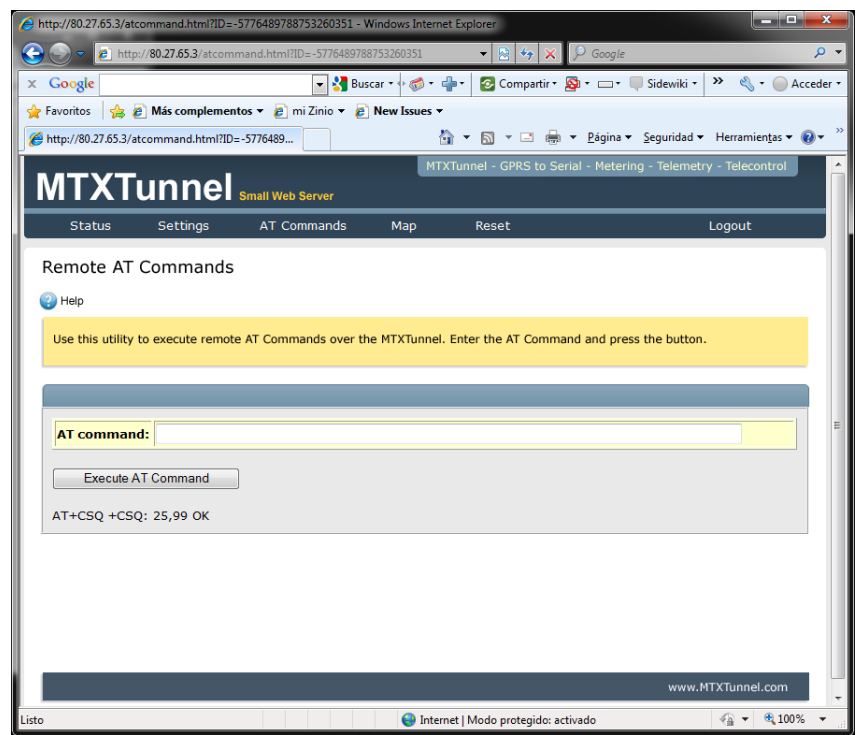 http://80.27.65.3/atcommand.html?ID=-5776489788753260351 - Windows Internet Explorer
http://80.27.65.3/atcommand.html?ID=-5776489788753260351 Google
x Google Buscar Compartir Sidewiki » Acceder
Favoritos Más complementos mi Zinio New Issues
http://80.27.65.3/atcommand.html?ID=-5776489... Página Seguridad Herramientas »
MTXTunnel - GPRS to Serial - Metering - Telemetry - Telecontrol
MTXTunnel Small Web Server
Status Settings AT Commands Map Reset Logout
Remote AT Commands
Help
Use this utility to execute remote AT Commands over the MTXTunnel. Enter the AT Command and press the button.
AT command:
Execute AT Command
AT+CSQ +CSQ: 25,99 OK
www.MTXTunnel.com
Listo Internet | Modo protegido: activado 100%